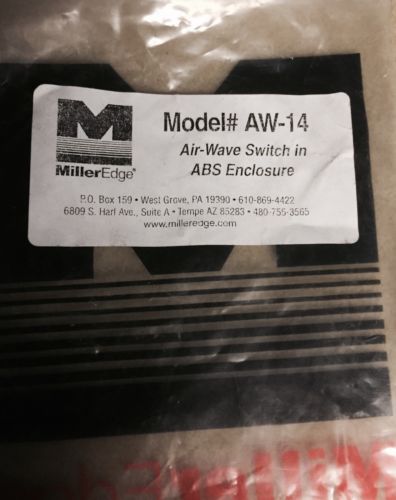 M
MillerEdge®
Model# AW-14
Air-Wave Switch in
ABS Enclosure
P.O. Box 159 • West Grove, PA 19390 • 610-869-4422
6809 S. Harl Ave., Suite A • Tempe AZ 85283 • 480-755-3565
www.milleredge.com
M